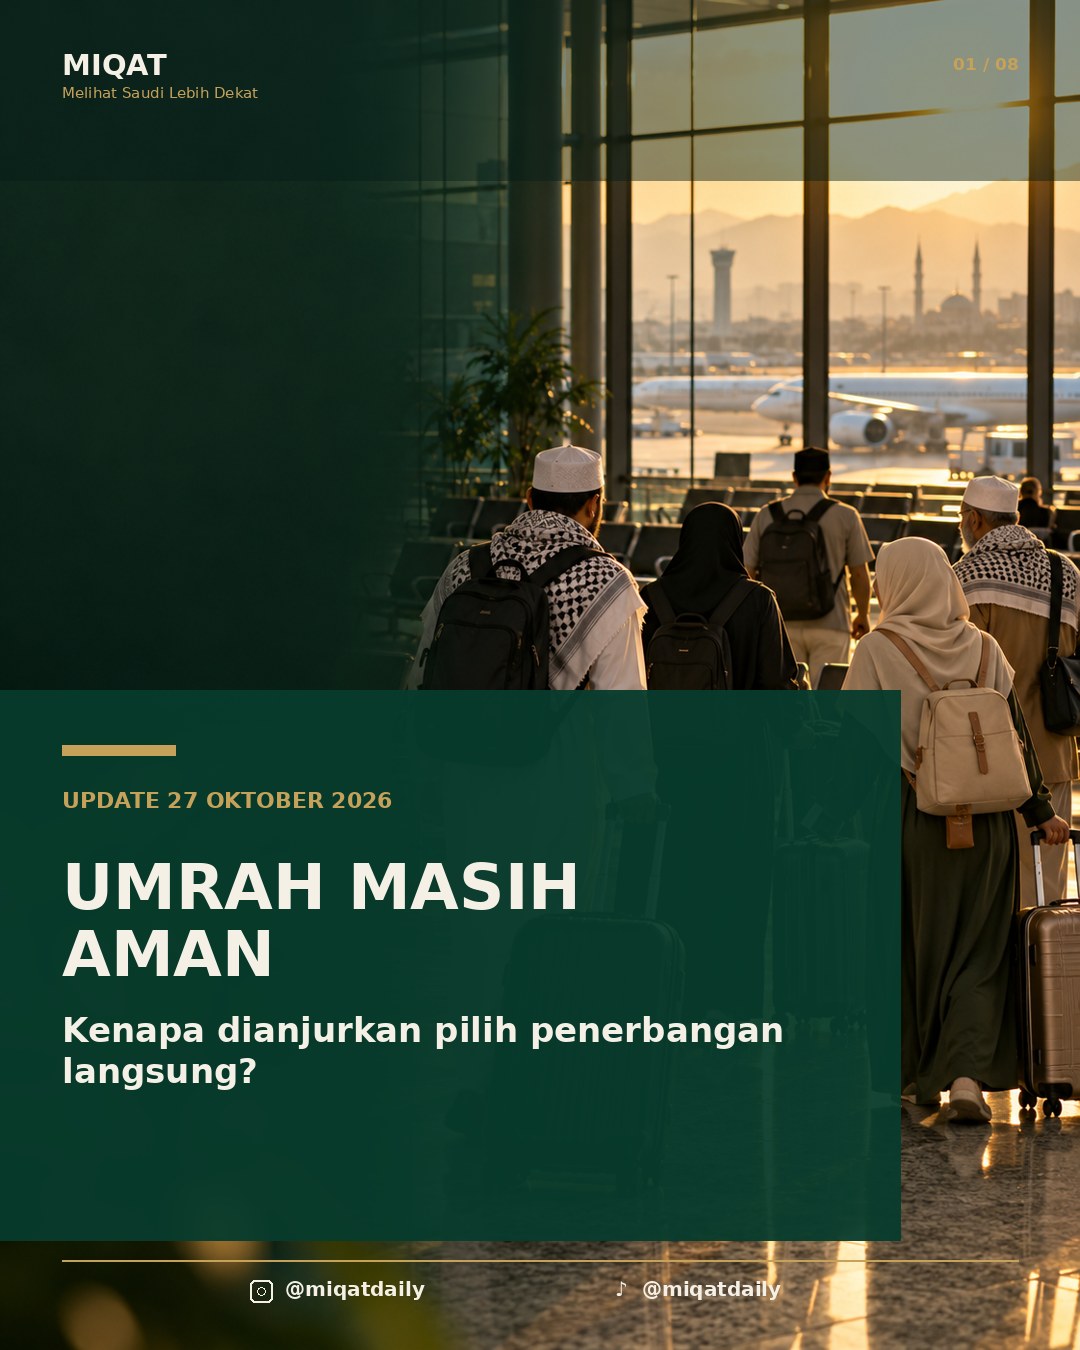 MIQAT
Melihat Saudi Lebih Dekat
01 / 08
UPDATE 27 OKTOBER 2026
UMRAH MASIH
AMAN
Kenapa dianjurkan pilih penerbangan
langsung?
@miqatdaily
@miqatdaily